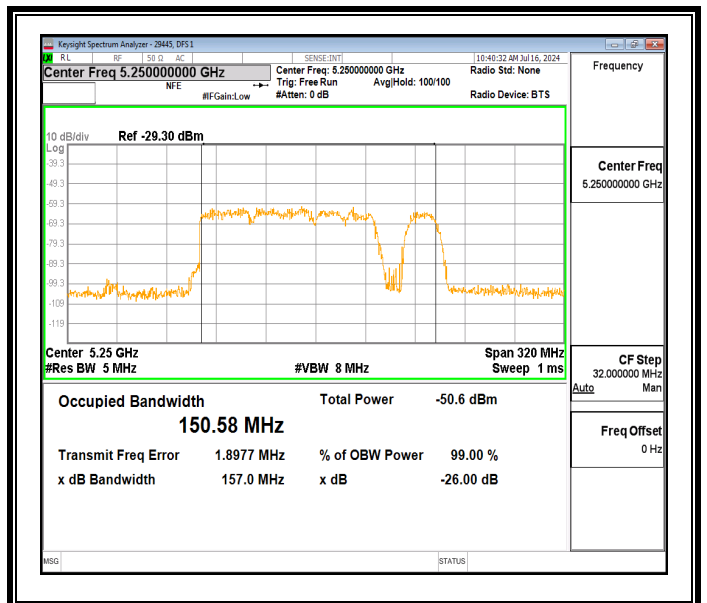 Keysight Spectrum Analyzer - 29445, DFS 1
RL RF 50 Ω AC SENSE:INT 10:40:32 AM Jul 16, 2024
Center Freq 5.250000000 GHz
NFE
#IFGain:Low
Center Freq: 5.250000000 GHz
Trig: Free Run Avg|Hold: 100/100
#Atten: 0 dB
Radio Std: None
Radio Device: BTS
10 dB/div Ref -29.30 dBm
Log
-39.3
-49.3
-59.3
-69.3
-79.3
-89.3
-99.3
-109
-119
Center 5.25 GHz Span 320 MHz
#Res BW 5 MHz #VBW 8 MHz Sweep 1 ms
Occupied Bandwidth Total Power -50.6 dBm
150.58 MHz
Transmit Freq Error 1.8977 MHz % of OBW Power 99.00 %
x dB Bandwidth 157.0 MHz x dB -26.00 dB
MSG STATUS
Frequency
Center Freq
5.250000000 GHz
CF Step
32.000000 MHz
Auto Man
Freq Offset
0 Hz